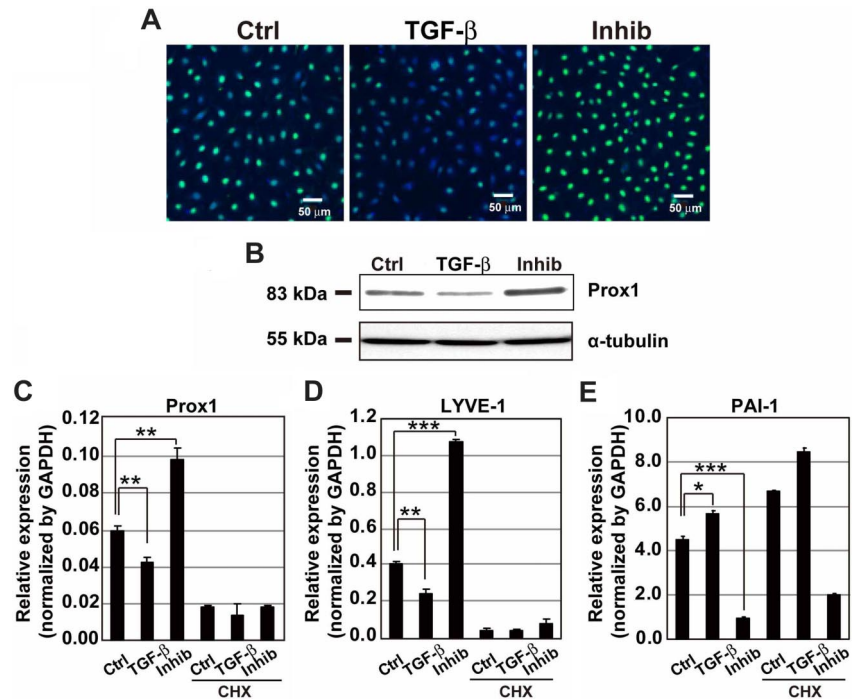 A
Ctrl TGF-β Inhib
50 μm 50 μm 50 μm
B
Ctrl TGF-β Inhib
83 kDa Prox1
55 kDa α-tubulin
C
Prox1
Relative expression
(normalized by GAPDH)
0.12
0.10
0.08
0.06
0.04
0.02
0.00
**
**
Ctrl TGF-β Inhib Ctrl TGF-β Inhib
CHX
D
LYVE-1
Relative expression
(normalized by GAPDH)
1.2
1.0
0.8
0.6
0.4
0.2
0.0
***
**
Ctrl TGF-β Inhib Ctrl TGF-β Inhib
CHX
E
PAI-1
Relative expression
(normalized by GAPDH)
10.0
8.0
6.0
4.0
2.0
0.0
***
*
Ctrl TGF-β Inhib Ctrl TGF-β Inhib
CHX